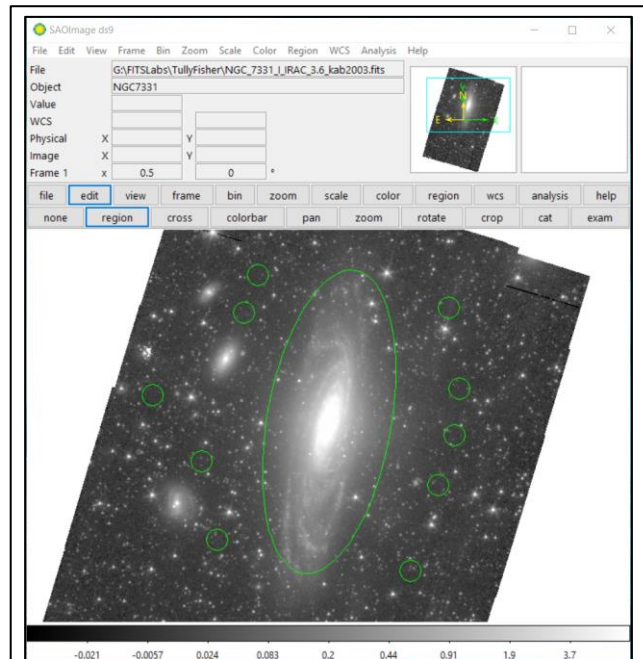 SAOImage ds9
File Edit View Frame Bin Zoom Scale Color Region WCS Analysis Help
File G:\FITSLabs\TullyFisher\NGC_7331_I_IRAC_3.6_kab2003.fits
Object NGC7331
Value
WCS
Physical X Y
Image X Y
Frame 1 x 0.5 0 °
N
E
file edit view frame bin zoom scale color region wcs analysis help
none region cross colorbar pan zoom rotate crop cat exam
-0.021 -0.0057 0.024 0.083 0.2 0.44 0.91 1.9 3.7